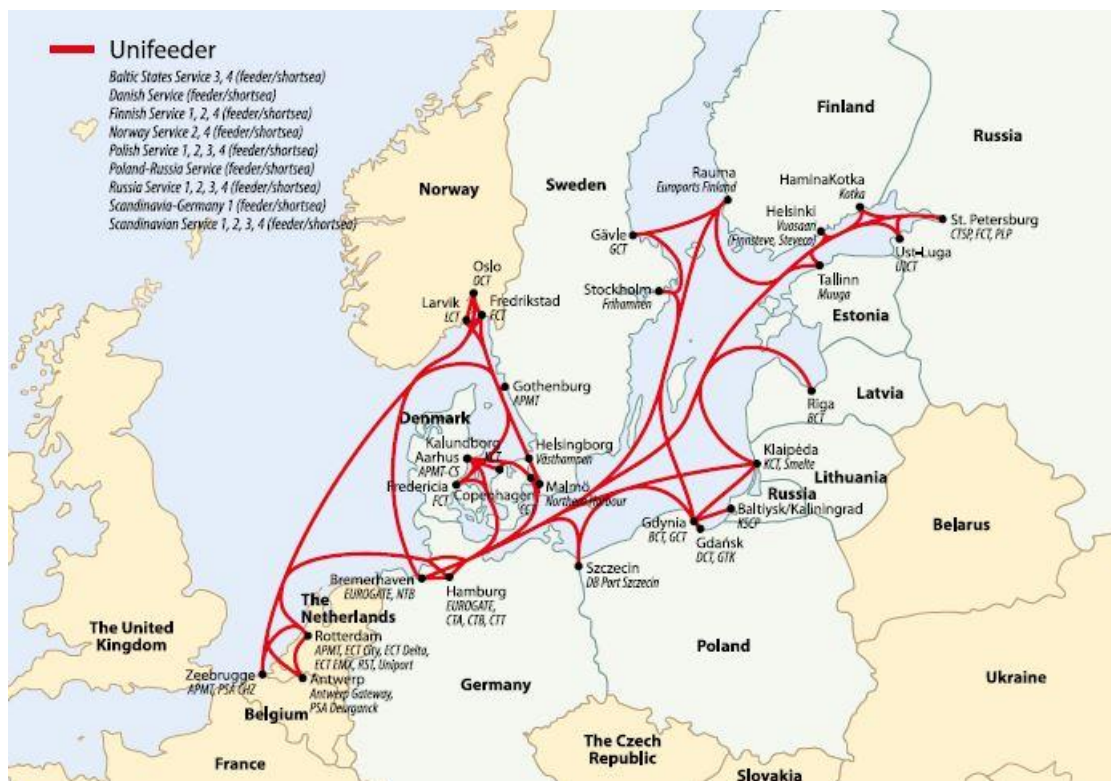 Unifeeder
Baltic States Service 3, 4 (feeder/shortsea)
Danish Service (feeder/shortsea)
Finnish Service 1, 2, 4 (feeder/shortsea)
Norway Service 2, 4 (feeder/shortsea)
Polish Service 1, 2, 3, 4 (feeder/shortsea)
Poland-Russia Service (feeder/shortsea)
Russia Service 1, 2, 3, 4 (feeder/shortsea)
Scandinavia-Germany 1 (feeder/shortsea)
Scandinavian Service 1, 2, 3, 4 (feeder/shortsea)
Finland
Russia
Norway
Sweden
Rauma
Euroports Finland
HaminaKotka
Kotka
Helsinki
Vuosaari
(Finnsteve, Steveco)
St. Petersburg
CTSP, FCT, PLP
Gävle
GCT
Ust-Luga
ULCT
Oslo
OCT
Stockholm
Frihamnen
Tallinn
Muuga
Larvik
LCT
Fredrikstad
FCT
Estonia
Gothenburg
APMT
Riga
BCT
Latvia
Denmark
Kalundborg
KCT
Aarhus
APMT-CS
Helsingborg
Västhamnen
Klaipėda
KCT, Smelte
Lithuania
Fredericia
FCT
Copenhagen
Malmö
Northern Harbour
Russia
Baltiysk/Kaliningrad
KSCP
Gdynia
BCT, GCT
Gdańsk
DCT, GTK
Belarus
Szczecin
DB Port Szczecin
Bremerhaven
EUROGATE, NTB
Hamburg
EUROGATE,
CTA, CTB, CTT
The
Netherlands
The United
Kingdom
Rotterdam
APMT, ECT City, ECT Delta,
ECT EMX, RST, Uniport
Poland
Zeebrugge
APMT, PSA CHZ
Antwerp
Antwerp Gateway,
PSA Deurganck
Germany
Ukraine
Belgium
The Czech
Republic
France
Slovakia